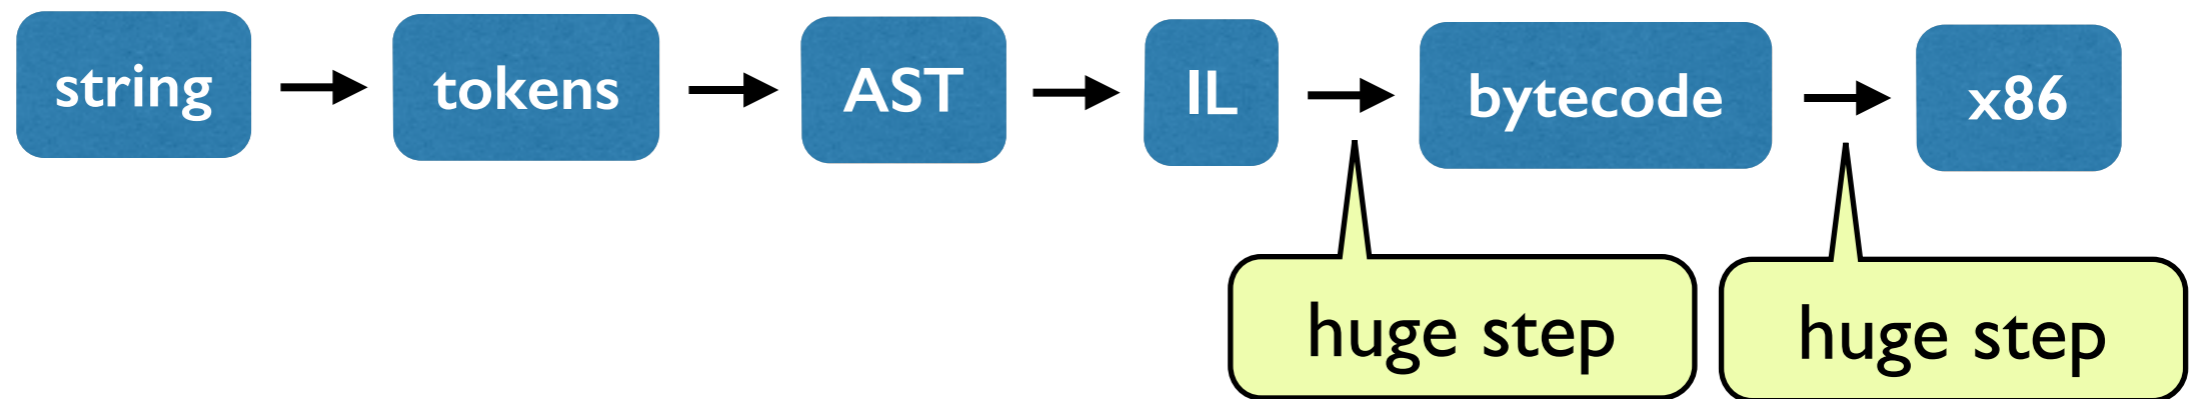 string
tokens
AST
IL
bytecode
x86
huge step
huge step